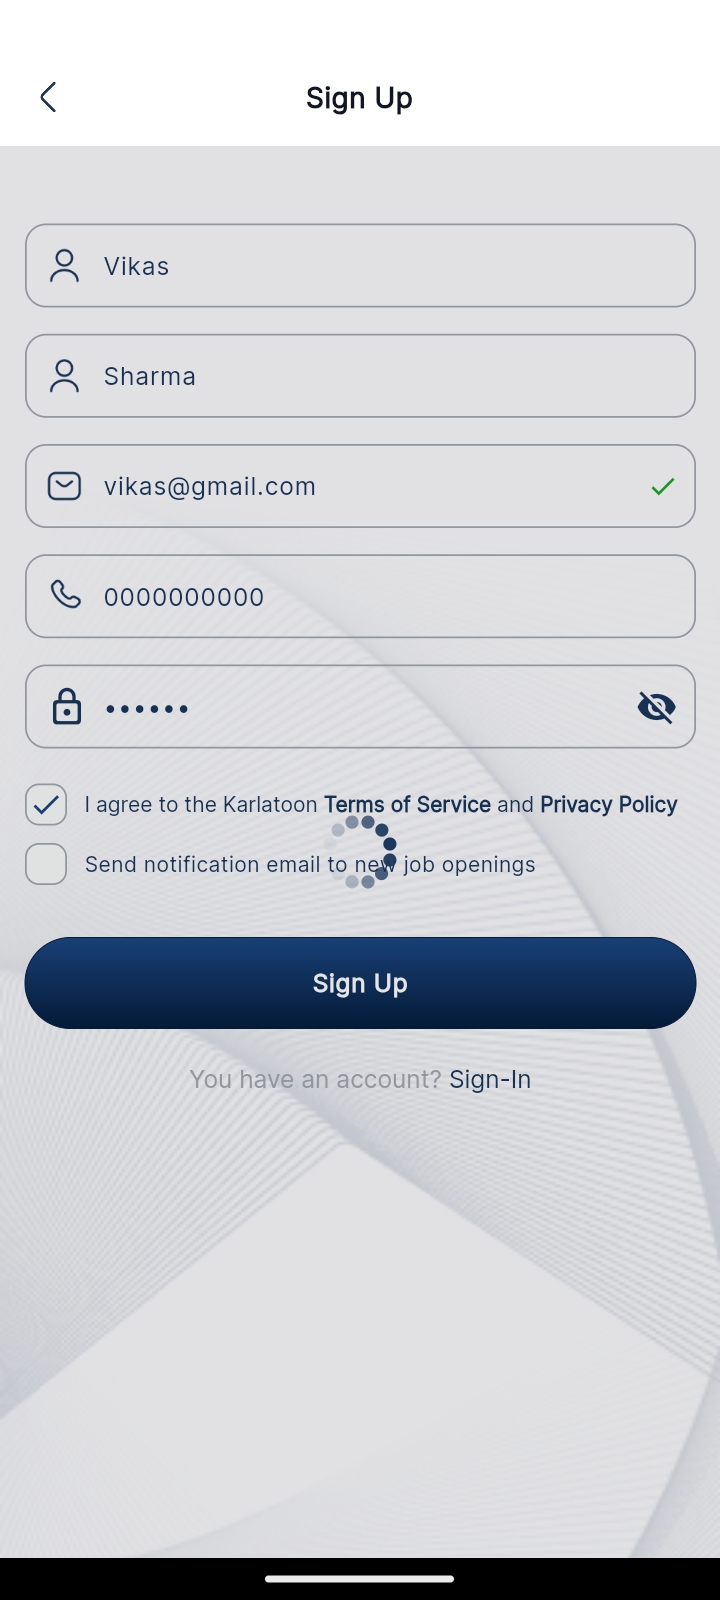 Sign Up
Vikas
Sharma
vikas@gmail.com
0000000000
••••••
I agree to the Karlatoon Terms of Service and Privacy Policy
Send notification email to new job openings
Sign Up
You have an account? Sign-In